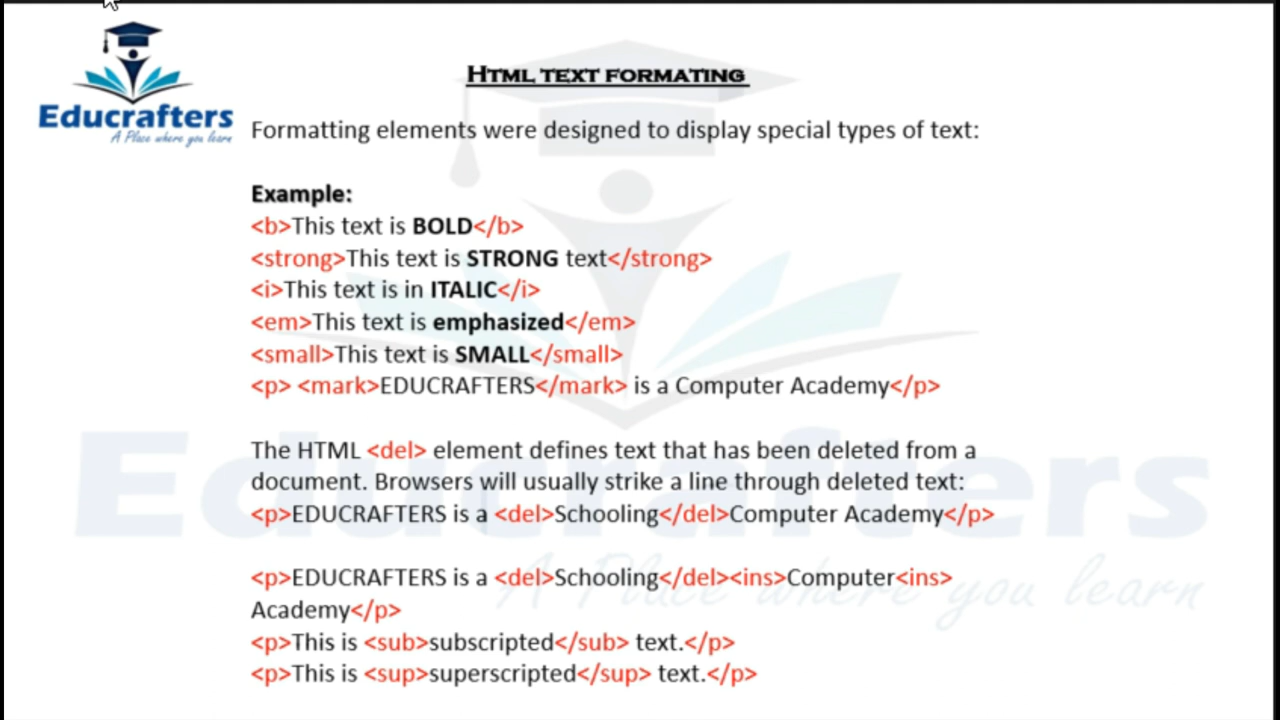 Educrafters
A Place where you learn
HTML TEXT FORMATING
Formatting elements were designed to display special types of text:
Example:
<b>This text is BOLD</b>
<strong>This text is STRONG text</strong>
<i>This text is in ITALIC</i>
<em>This text is emphasized</em>
<small>This text is SMALL</small>
<p> <mark>EDUCRAFTERS</mark> is a Computer Academy</p>
The HTML <del> element defines text that has been deleted from a
document. Browsers will usually strike a line through deleted text:
<p>EDUCRAFTERS is a <del>Schooling</del>Computer Academy</p>
<p>EDUCRAFTERS is a <del>Schooling</del><ins>Computer<ins>
Academy</p>
<p>This is <sub>subscripted</sub> text.</p>
<p>This is <sup>superscripted</sup> text.</p>
Educrafters
A Place where you learn